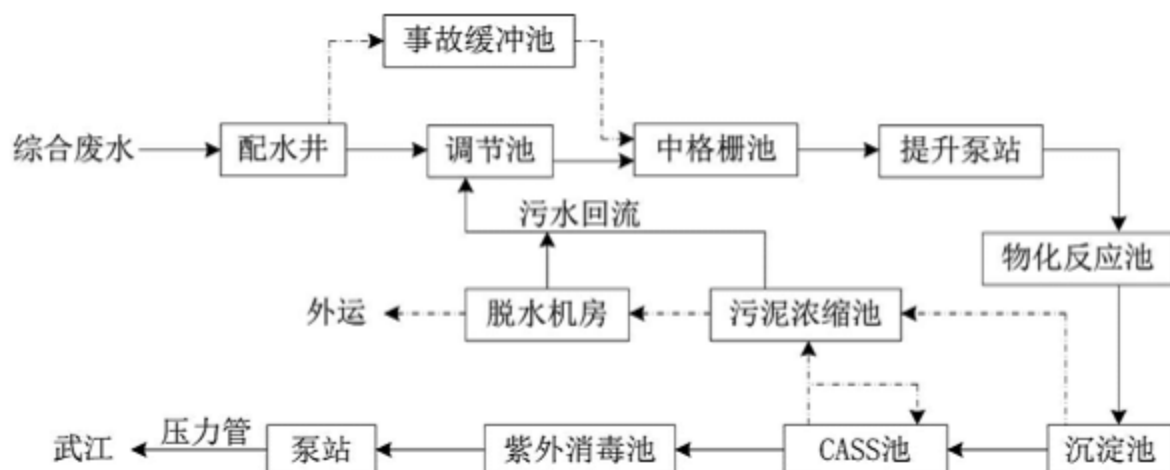 事故缓冲池
综合废水
配水井
调节池
中格栅池
提升泵站
污水回流
物化反应池
外运
脱水机房
污泥浓缩池
武江
压力管
泵站
紫外消毒池
CASS池
沉淀池